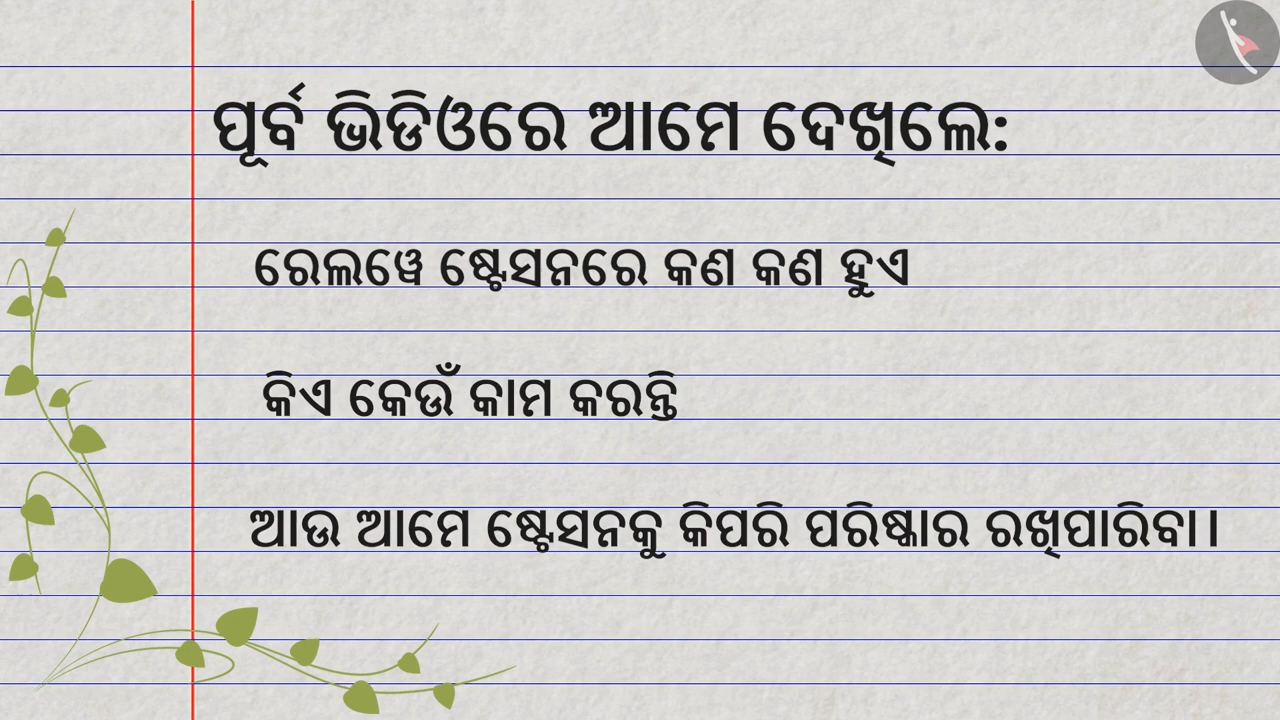 ପୂର୍ବ ଭିଡିଓରେ ଆମେ ଦେଖିଲେ:
ରେଲୱେ ଷ୍ଟେସନରେ କଣ କଣ ହୁଏ
କିଏ କେଉଁ କାମ କରନ୍ତି
ଆଉ ଆମେ ଷ୍ଟେସନକୁ କିପରି ପରିଷ୍କାର ରଖିପାରିବା।